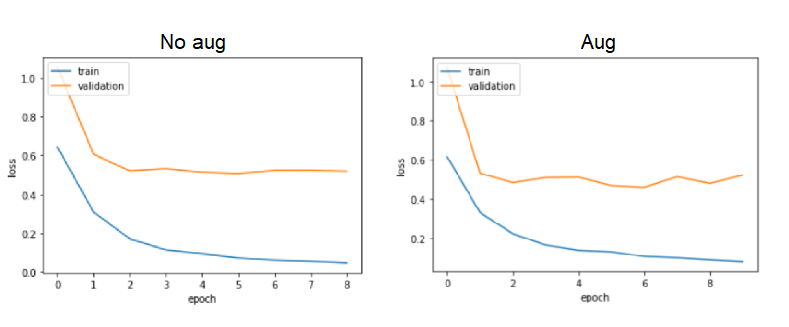 No aug
train
validation
1.0
0.8
0.6
0.4
0.2
0.0
loss
0 1 2 3 4 5 6 7 8
epoch
Aug
train
validation
1.0
0.8
0.6
0.4
0.2
loss
0 2 4 6 8
epoch